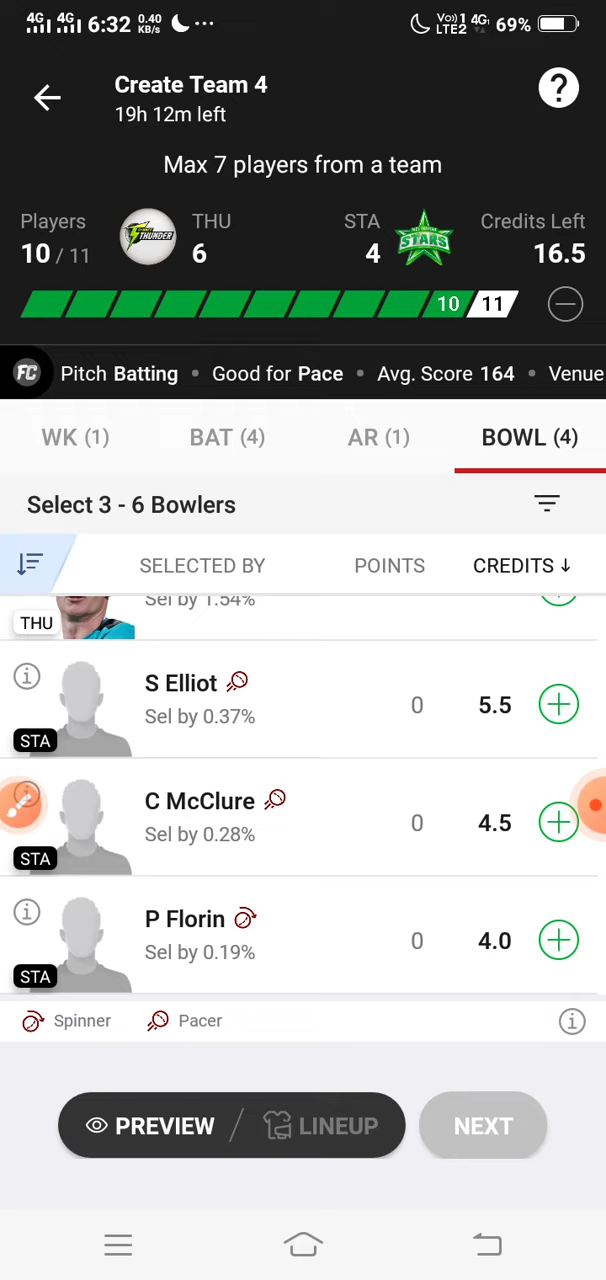 4G 4G 6:32 0.40 KB/s ... Vo) 1 LTE2 4G 69%
Create Team 4
19h 12m left
?
Max 7 players from a team
Players THU STA Credits Left
10 / 11 6 4 16.5
THUNDER STARS
10 11
FC Pitch Batting • Good for Pace • Avg. Score 164 • Venue
WK (1) BAT (4) AR (1) BOWL (4)
Select 3 - 6 Bowlers
SELECTED BY POINTS CREDITS ↓
Sel by 1.54%
THU
S Elliot
Sel by 0.37% 0 5.5
STA
C McClure
Sel by 0.28% 0 4.5
STA
P Florin
Sel by 0.19% 0 4.0
STA
Spinner Pacer
PREVIEW / LINEUP NEXT